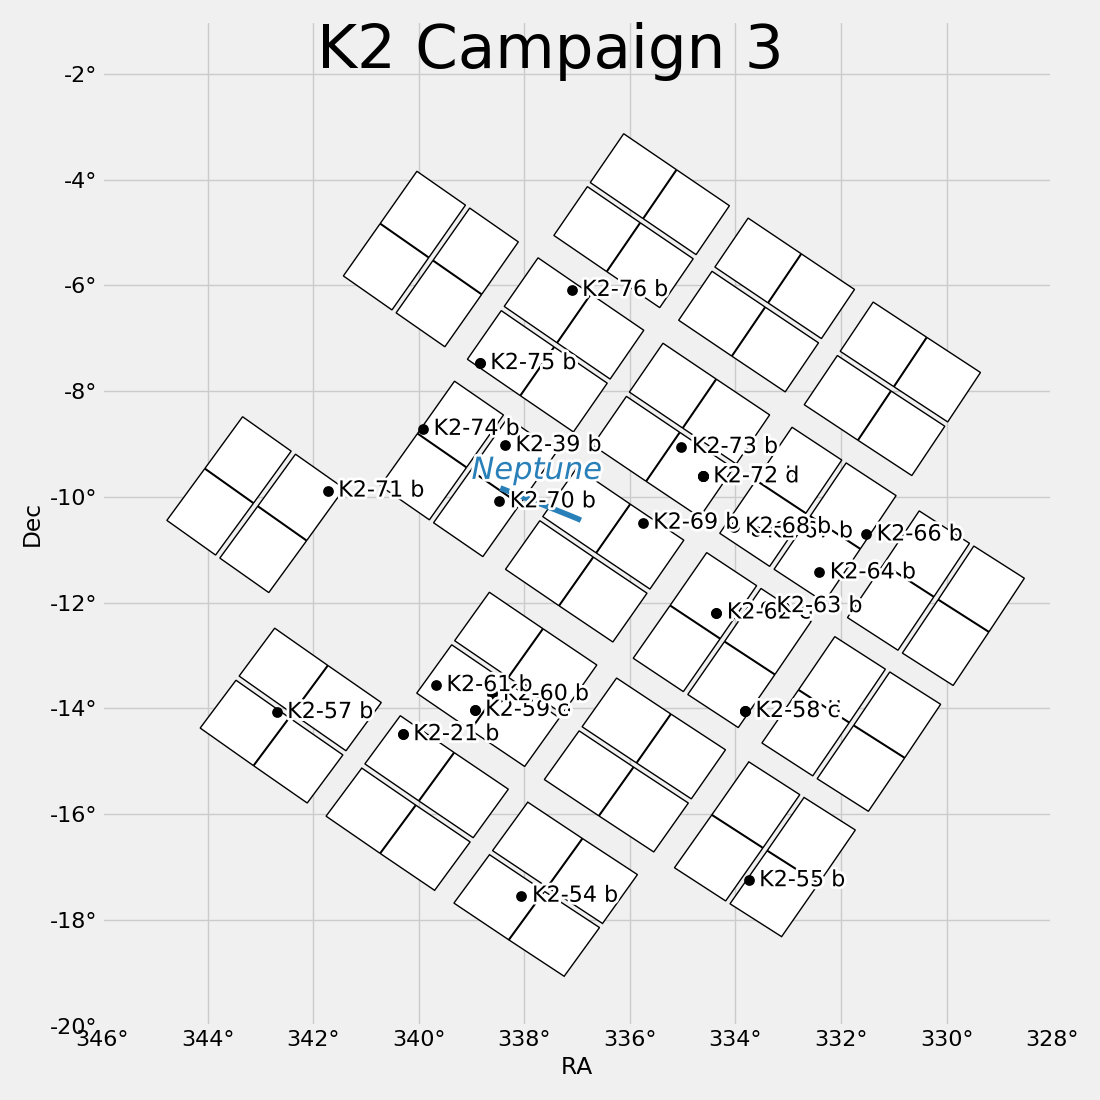 K2 Campaign 3
-2°
-4°
-6°
-8°
-10°
-12°
-14°
-16°
-18°
-20°
Dec
K2-76 b
K2-75 b
K2-74 b
K2-39 b
K2-73 b
Neptune
K2-72 d
K2-71 b
K2-70 b
K2-69 b
K2-68 b
K2-66 b
K2-64 b
K2-63 b
K2-62
K2-61 b
K2-60 b
K2-59 c
K2-57 b
K2-58 c
K2-21 b
K2-55 b
K2-54 b
346°
344°
342°
340°
338°
336°
334°
332°
330°
328°
RA